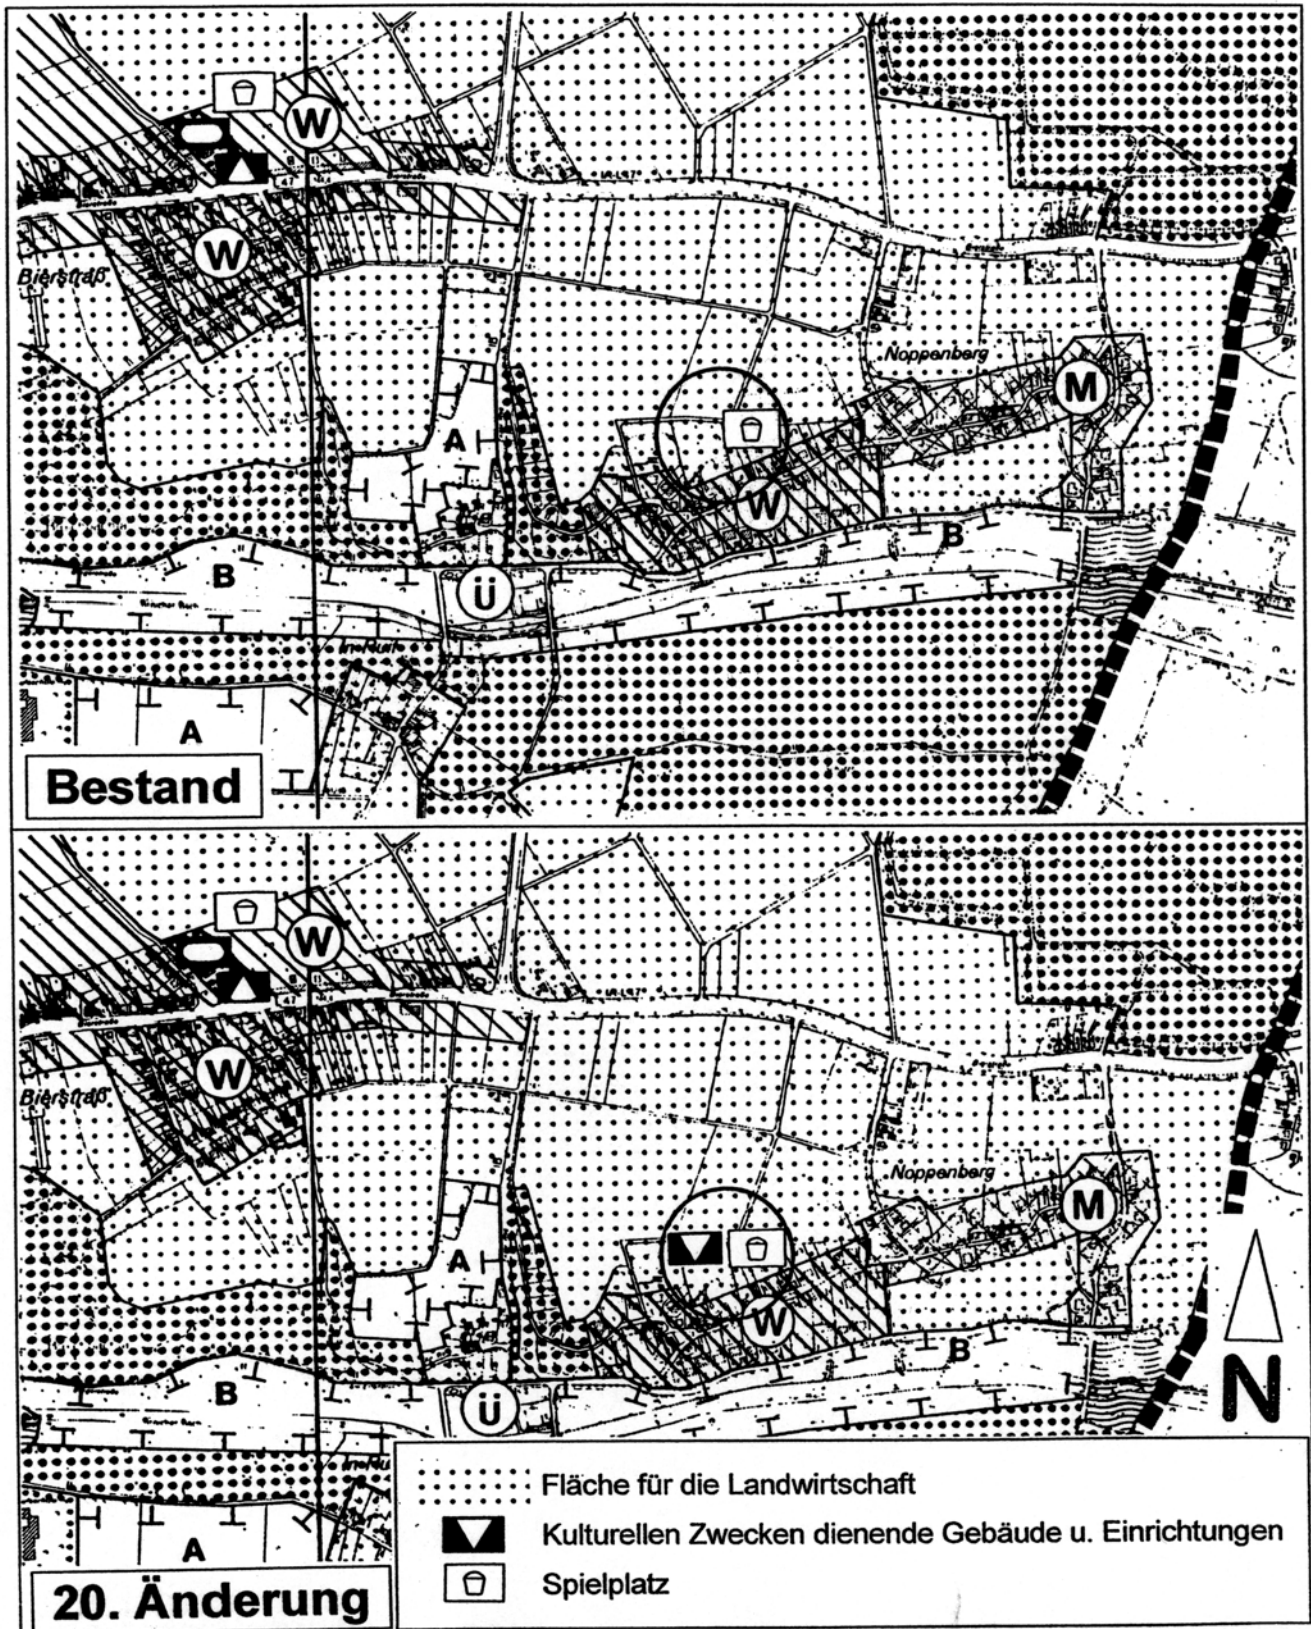 W
W
Bierstraß
Noppenberg
M
A
W
B
B
Ü
A
Bestand
W
W
Bierstraß
Noppenberg
M
A
W
B
B
Ü
N
A
Fläche für die Landwirtschaft
Kulturellen Zwecken dienende Gebäude u. Einrichtungen
Spielplatz
20. Änderung